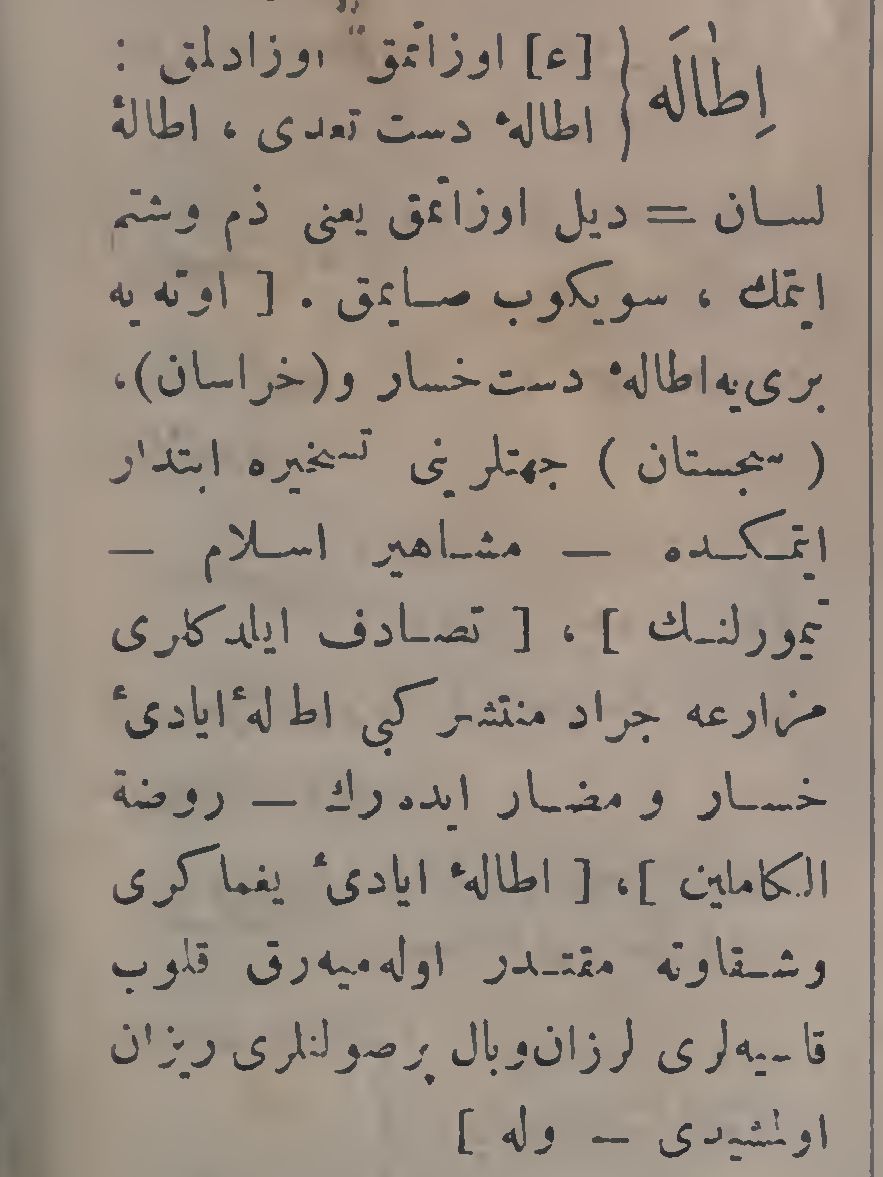 اِطَالَه } [ع] اوزاتمق، اوزادلمق :
اطالهٔ دست تعدی ، اطالهٔ
لسان = دیل اوزاتمق یعنی ذم وشتم
ایتمك ، سویكوب صایمق . [ اوته یه
بری یه اطالهٔ دست خسار و(خراسان)،
( سجستان ) جهتلرینی تسخیره ابتدار
ایتمكده — مشاهیر اسلام —
تیمورلنك ] ، [ تصادف ایلدكلری
مزارعه جراد منتشر كبی اطالهٔ ایادیٔ
خسار و مضار ایده رك — روضة
الكاملین ]، [ اطالهٔ ایادیٔ یغماكری
وشقاوته مقتدر اوله میه رق قلوب
قاسیه لری لرزان وبال پر صولتلری ریزان
اولمشیدی — وله ]